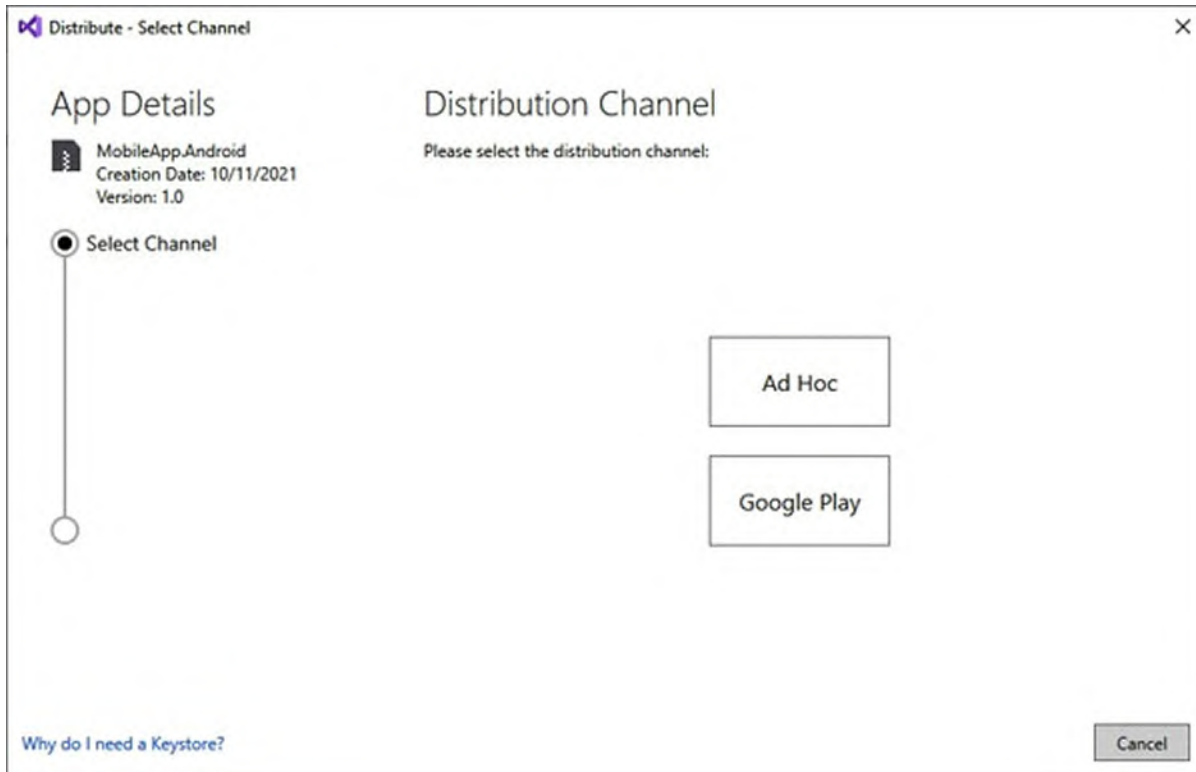 Distribute - Select Channel
App Details
MobileApp.Android
Creation Date: 10/11/2021
Version: 1.0
Select Channel
Distribution Channel
Please select the distribution channel:
Ad Hoc
Google Play
Why do I need a Keystore?
Cancel